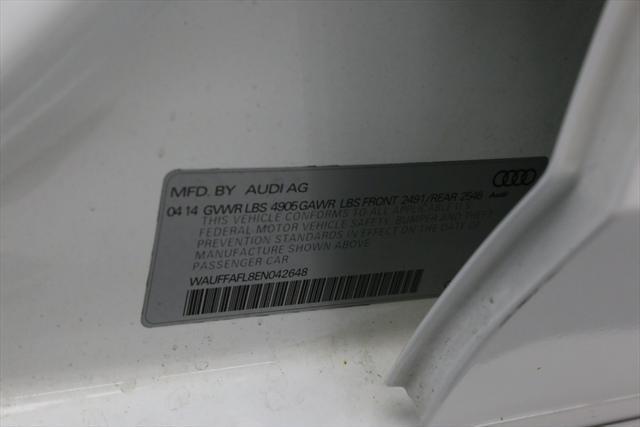 MFD. BY AUDI AG
04 14 GVWR LBS 4905 GAWR LBS FRONT 2491/REAR 2546
THIS VEHICLE CONFORMS TO ALL APPLICABLE U.S.
FEDERAL MOTOR VEHICLE SAFETY, BUMPER AND THEFT
PREVENTION STANDARDS IN EFFECT ON THE DATE OF
MANUFACTURE SHOWN ABOVE
PASSENGER CAR
WAUFFAFL8EN042648
Audi